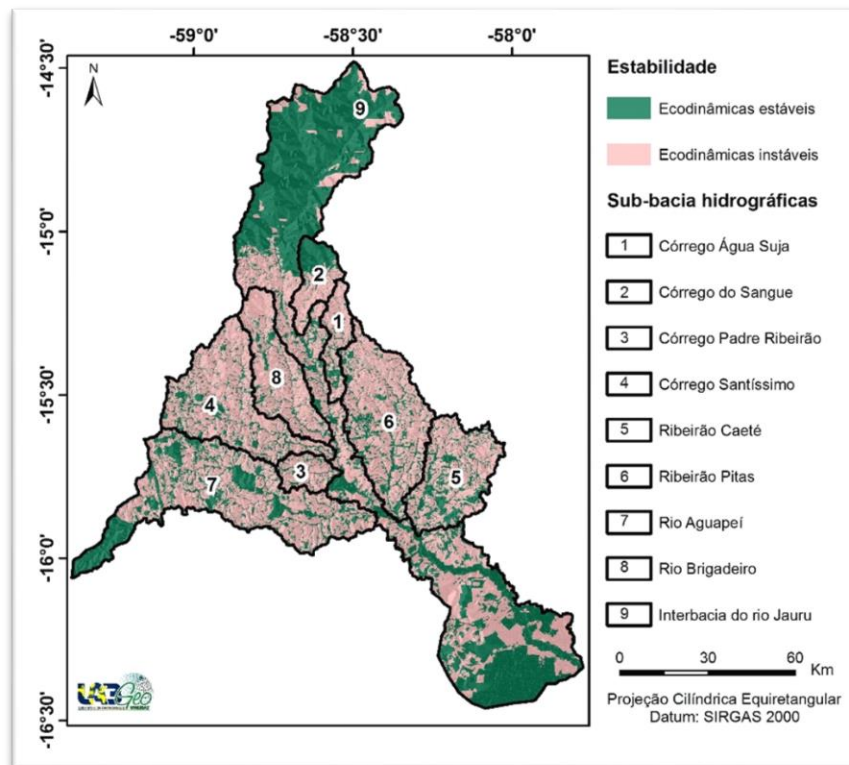 -59°0'
-58°30'
-58°0'
-14°30'
-15°0'
-15°30'
-16°0'
-16°30'
N
9
2
1
8
4
6
3
5
7
Estabilidade
Ecodinâmicas estáveis
Ecodinâmicas instáveis
Sub-bacia hidrográficas
1 Córrego Água Suja
2 Córrego do Sangue
3 Córrego Padre Ribeirão
4 Córrego Santíssimo
5 Ribeirão Caeté
6 Ribeirão Pitas
7 Rio Aguapeí
8 Rio Brigadeiro
9 Interbacia do rio Jauru
0 30 60
Km
Projeção Cilíndrica Equiretangular
Datum: SIRGAS 2000
Geo